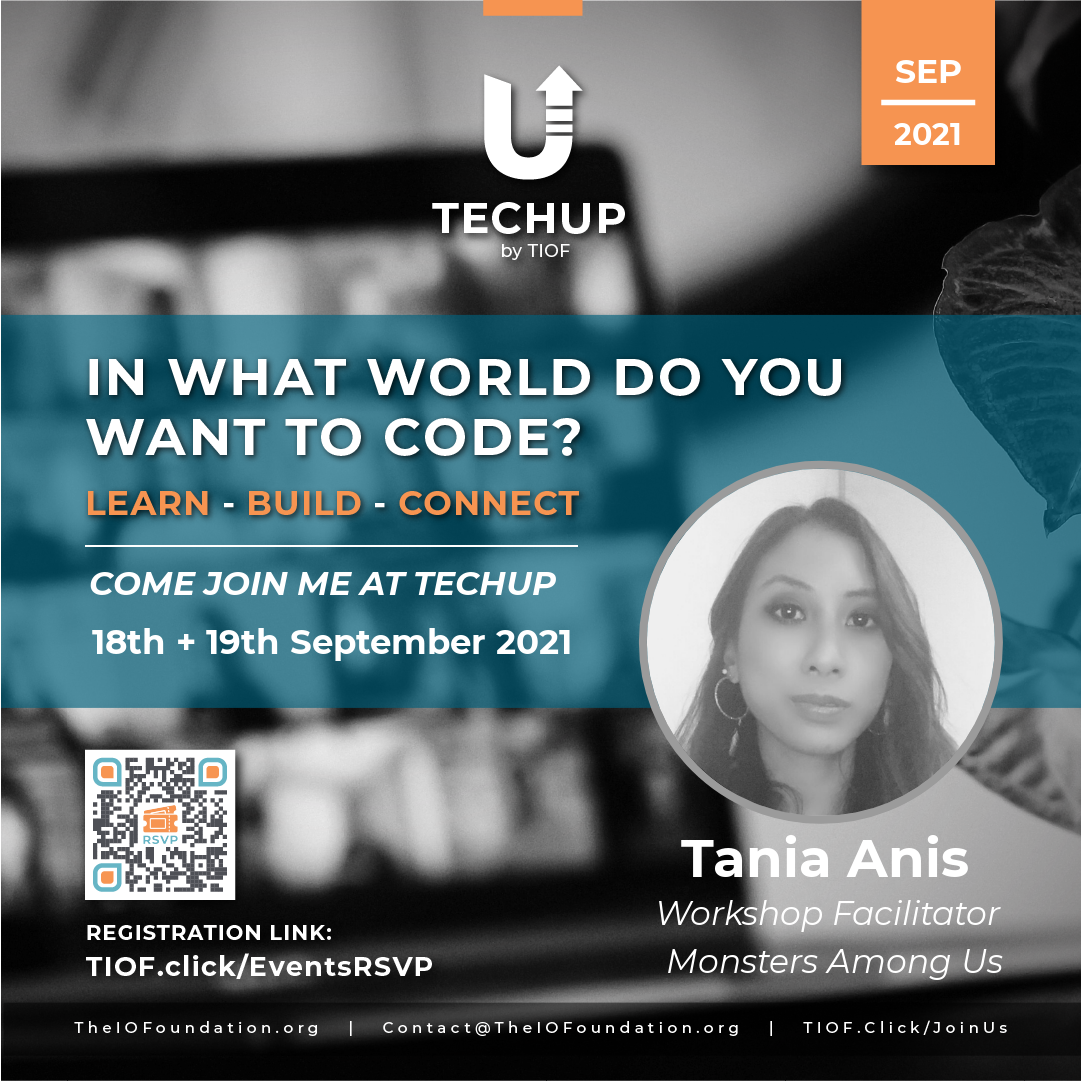 SEP
2021
TECHUP
by TIOF
IN WHAT WORLD DO YOU
WANT TO CODE?
LEARN - BUILD - CONNECT
COME JOIN ME AT TECHUP
18th + 19th September 2021
RSVP
REGISTRATION LINK:
TIOF.click/EventsRSVP
Tania Anis
Workshop Facilitator
Monsters Among Us
TheIOFoundation.org | Contact@TheIOFoundation.org | TIOF.Click/JoinUs